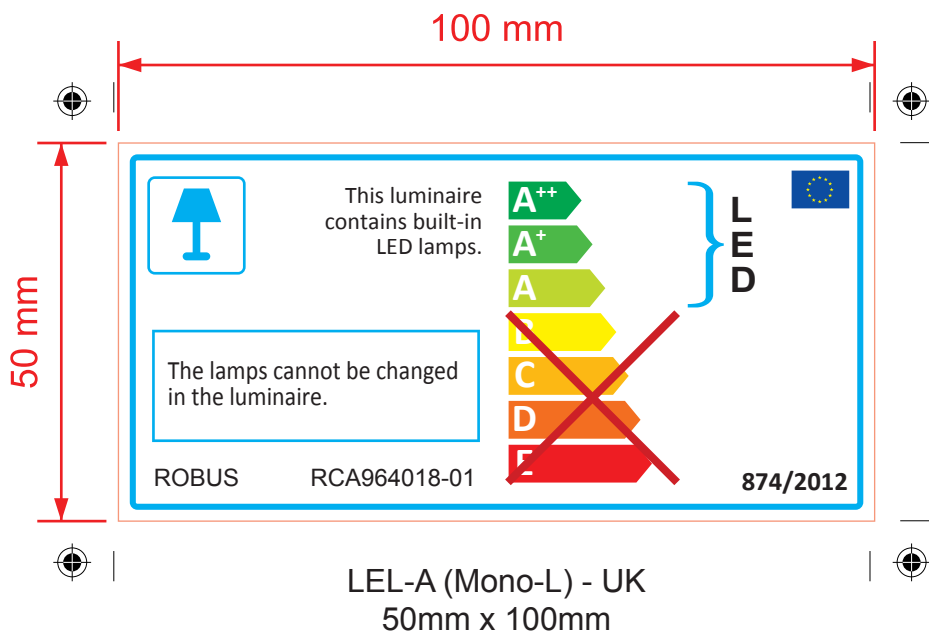 100 mm
50 mm
This luminaire
contains built-in
LED lamps.
A++
A+
A
B
C
D
E
L
E
D
The lamps cannot be changed
in the luminaire.
ROBUS RCA964018-01
874/2012
LEL-A (Mono-L) - UK
50mm x 100mm